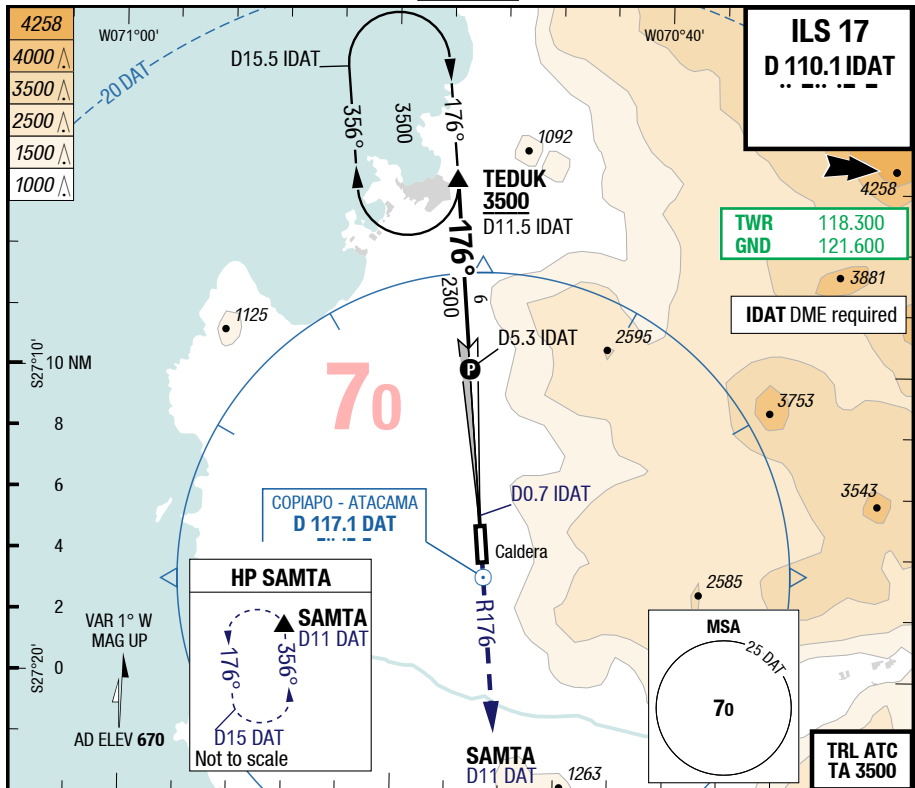 4258
4000
3500
2500
1500
1000
W071°00'
W070°40'
-20 DAT
D15.5 IDAT
356°
3500
176°
1092
ILS 17
D 110.1 IDAT
4258
TEDUK
3500
D11.5 IDAT
TWR 118.300
GND 121.600
3881
IDAT DME required
176°
2300
6
1125
D5.3 IDAT
P
2595
S27°10'
10 NM
70
3753
8
6
D0.7 IDAT
3543
COPIAPO - ATACAMA
D 117.1 DAT
4
Caldera
HP SAMTA
SAMTA
D11 DAT
176°
356°
D15 DAT
Not to scale
R176
2585
2
VAR 1° W
MAG UP
S27°20'
0
AD ELEV 670
MSA
25 DAT
70
SAMTA
D11 DAT
1263
TRL ATC
TA 3500